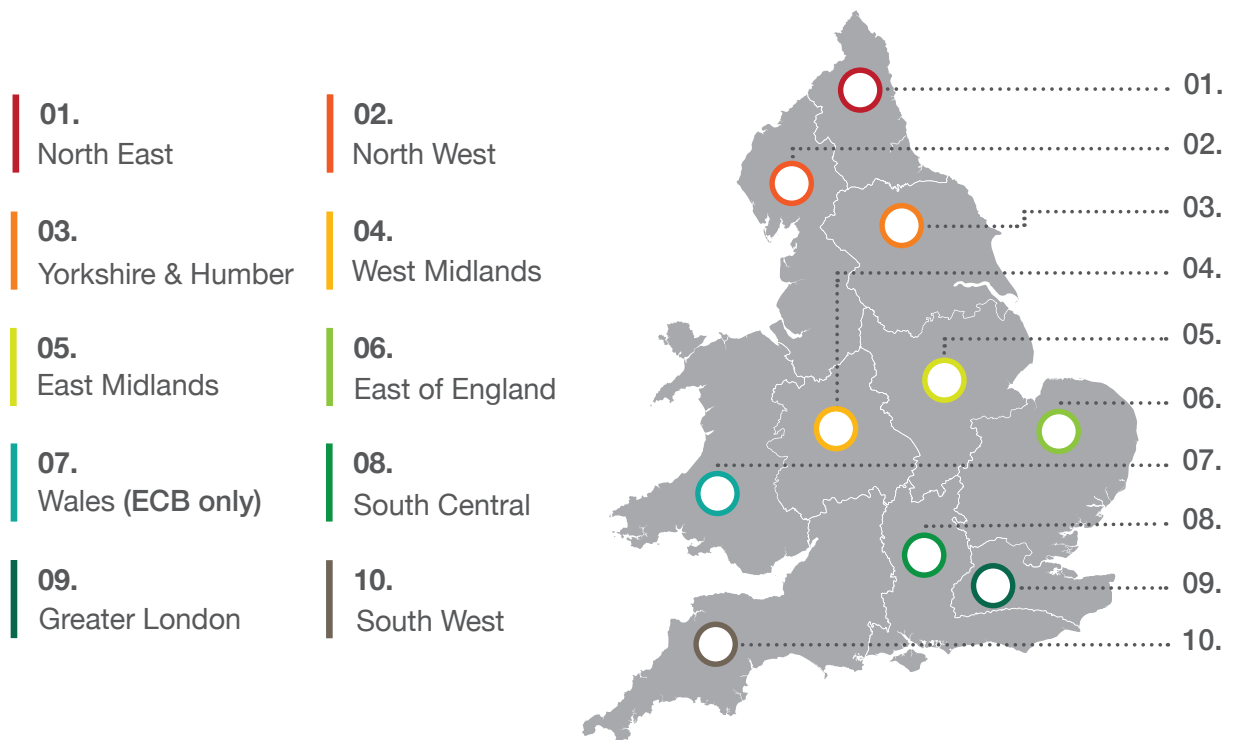 01.
North East
02.
North West
03.
Yorkshire & Humber
04.
West Midlands
05.
East Midlands
06.
East of England
07.
Wales (ECB only)
08.
South Central
09.
Greater London
10.
South West
01.
02.
03.
04.
05.
06.
07.
08.
09.
10.